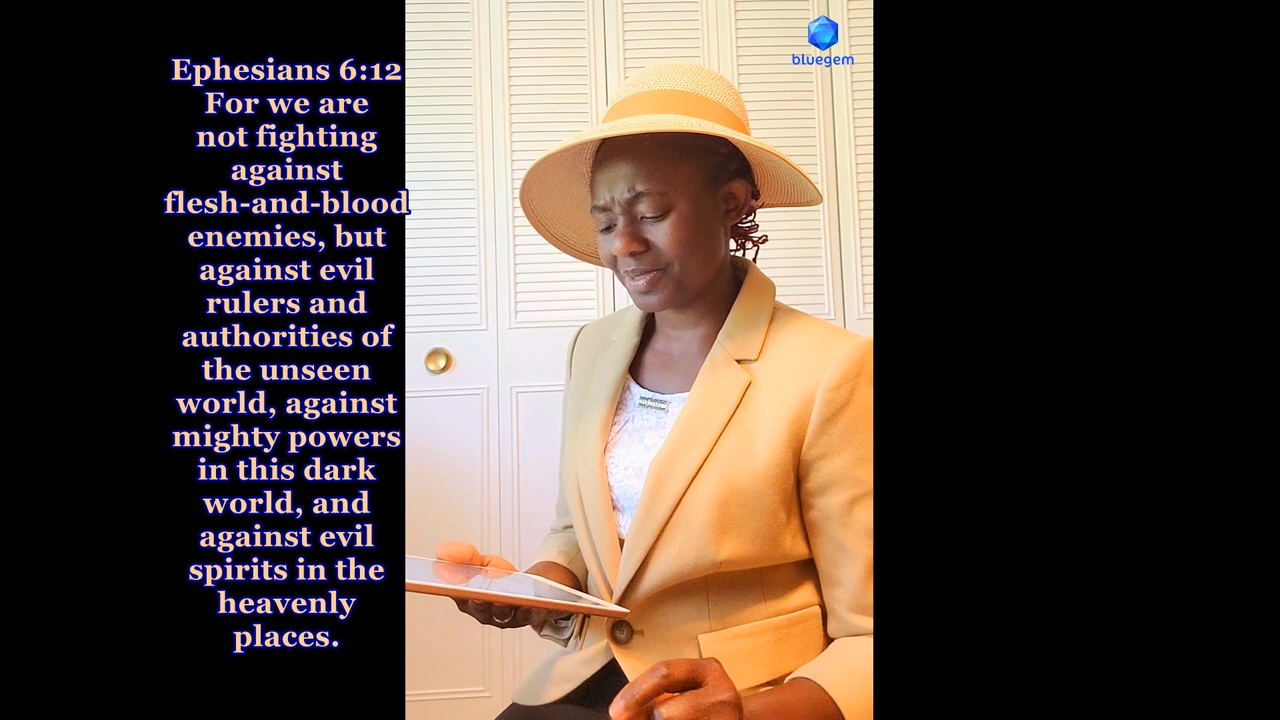 Ephesians 6:12
For we are
not fighting
against
flesh-and-blood
enemies, but
against evil
rulers and
authorities of
the unseen
world, against
mighty powers
in this dark
world, and
against evil
spirits in the
heavenly
places.
bluegem